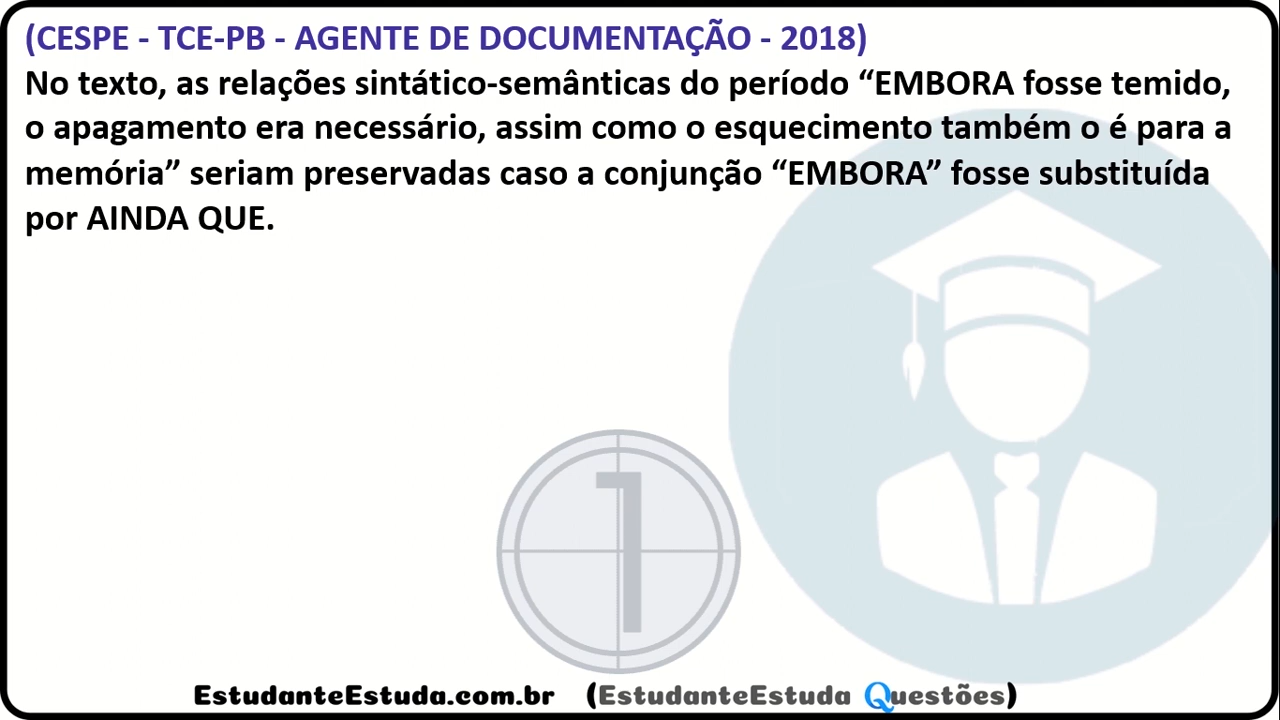 (CESPE - TCE-PB - AGENTE DE DOCUMENTAÇÃO - 2018)
No texto, as relações sintático-semânticas do período “EMBORA fosse temido,
o apagamento era necessário, assim como o esquecimento também o é para a
memória” seriam preservadas caso a conjunção “EMBORA” fosse substituída
por AINDA QUE.
1
EstudanteEstuda.com.br (EstudanteEstuda Questões)